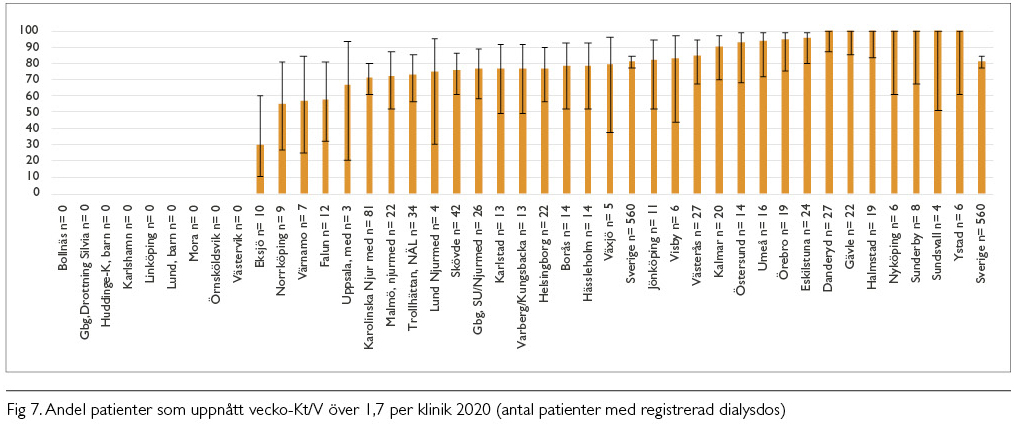 100
90
80
70
60
50
40
30
20
10
0
Bollnäs n= 0
Gbg,Drottning Silvia n= 0
Huddinge-K, barn n= 0
Karlshamn n= 0
Linköping n= 0
Lund, barn n= 0
Mora n= 0
Örnsköldsvik n= 0
Västervik n= 0
Eksjö n= 10
Norrköping n= 9
Värnamo n= 7
Falun n= 12
Uppsala, med n= 3
Karolinska Njur med n= 81
Malmö, njurmed n= 22
Trollhättan, NÄL n= 34
Lund Njurmed n= 4
Skövde n= 42
Gbg, SU/Njurmed n= 26
Karlstad n= 13
Varberg/Kungsbacka n= 13
Helsingborg n= 22
Borås n= 14
Hässleholm n= 14
Växjö n= 5
Sverige n= 560
Jönköping n= 11
Visby n= 6
Västerås n= 27
Kalmar n= 20
Östersund n= 14
Umeå n= 16
Örebro n= 19
Eskilstuna n= 24
Danderyd n= 27
Gävle n= 22
Halmstad n= 19
Nyköping n= 6
Sunderby n= 8
Sundsvall n= 4
Ystad n= 6
Sverige n= 560
Fig 7. Andel patienter som uppnått vecko-Kt/V över 1,7 per klinik 2020 (antal patienter med registrerad dialysdos)